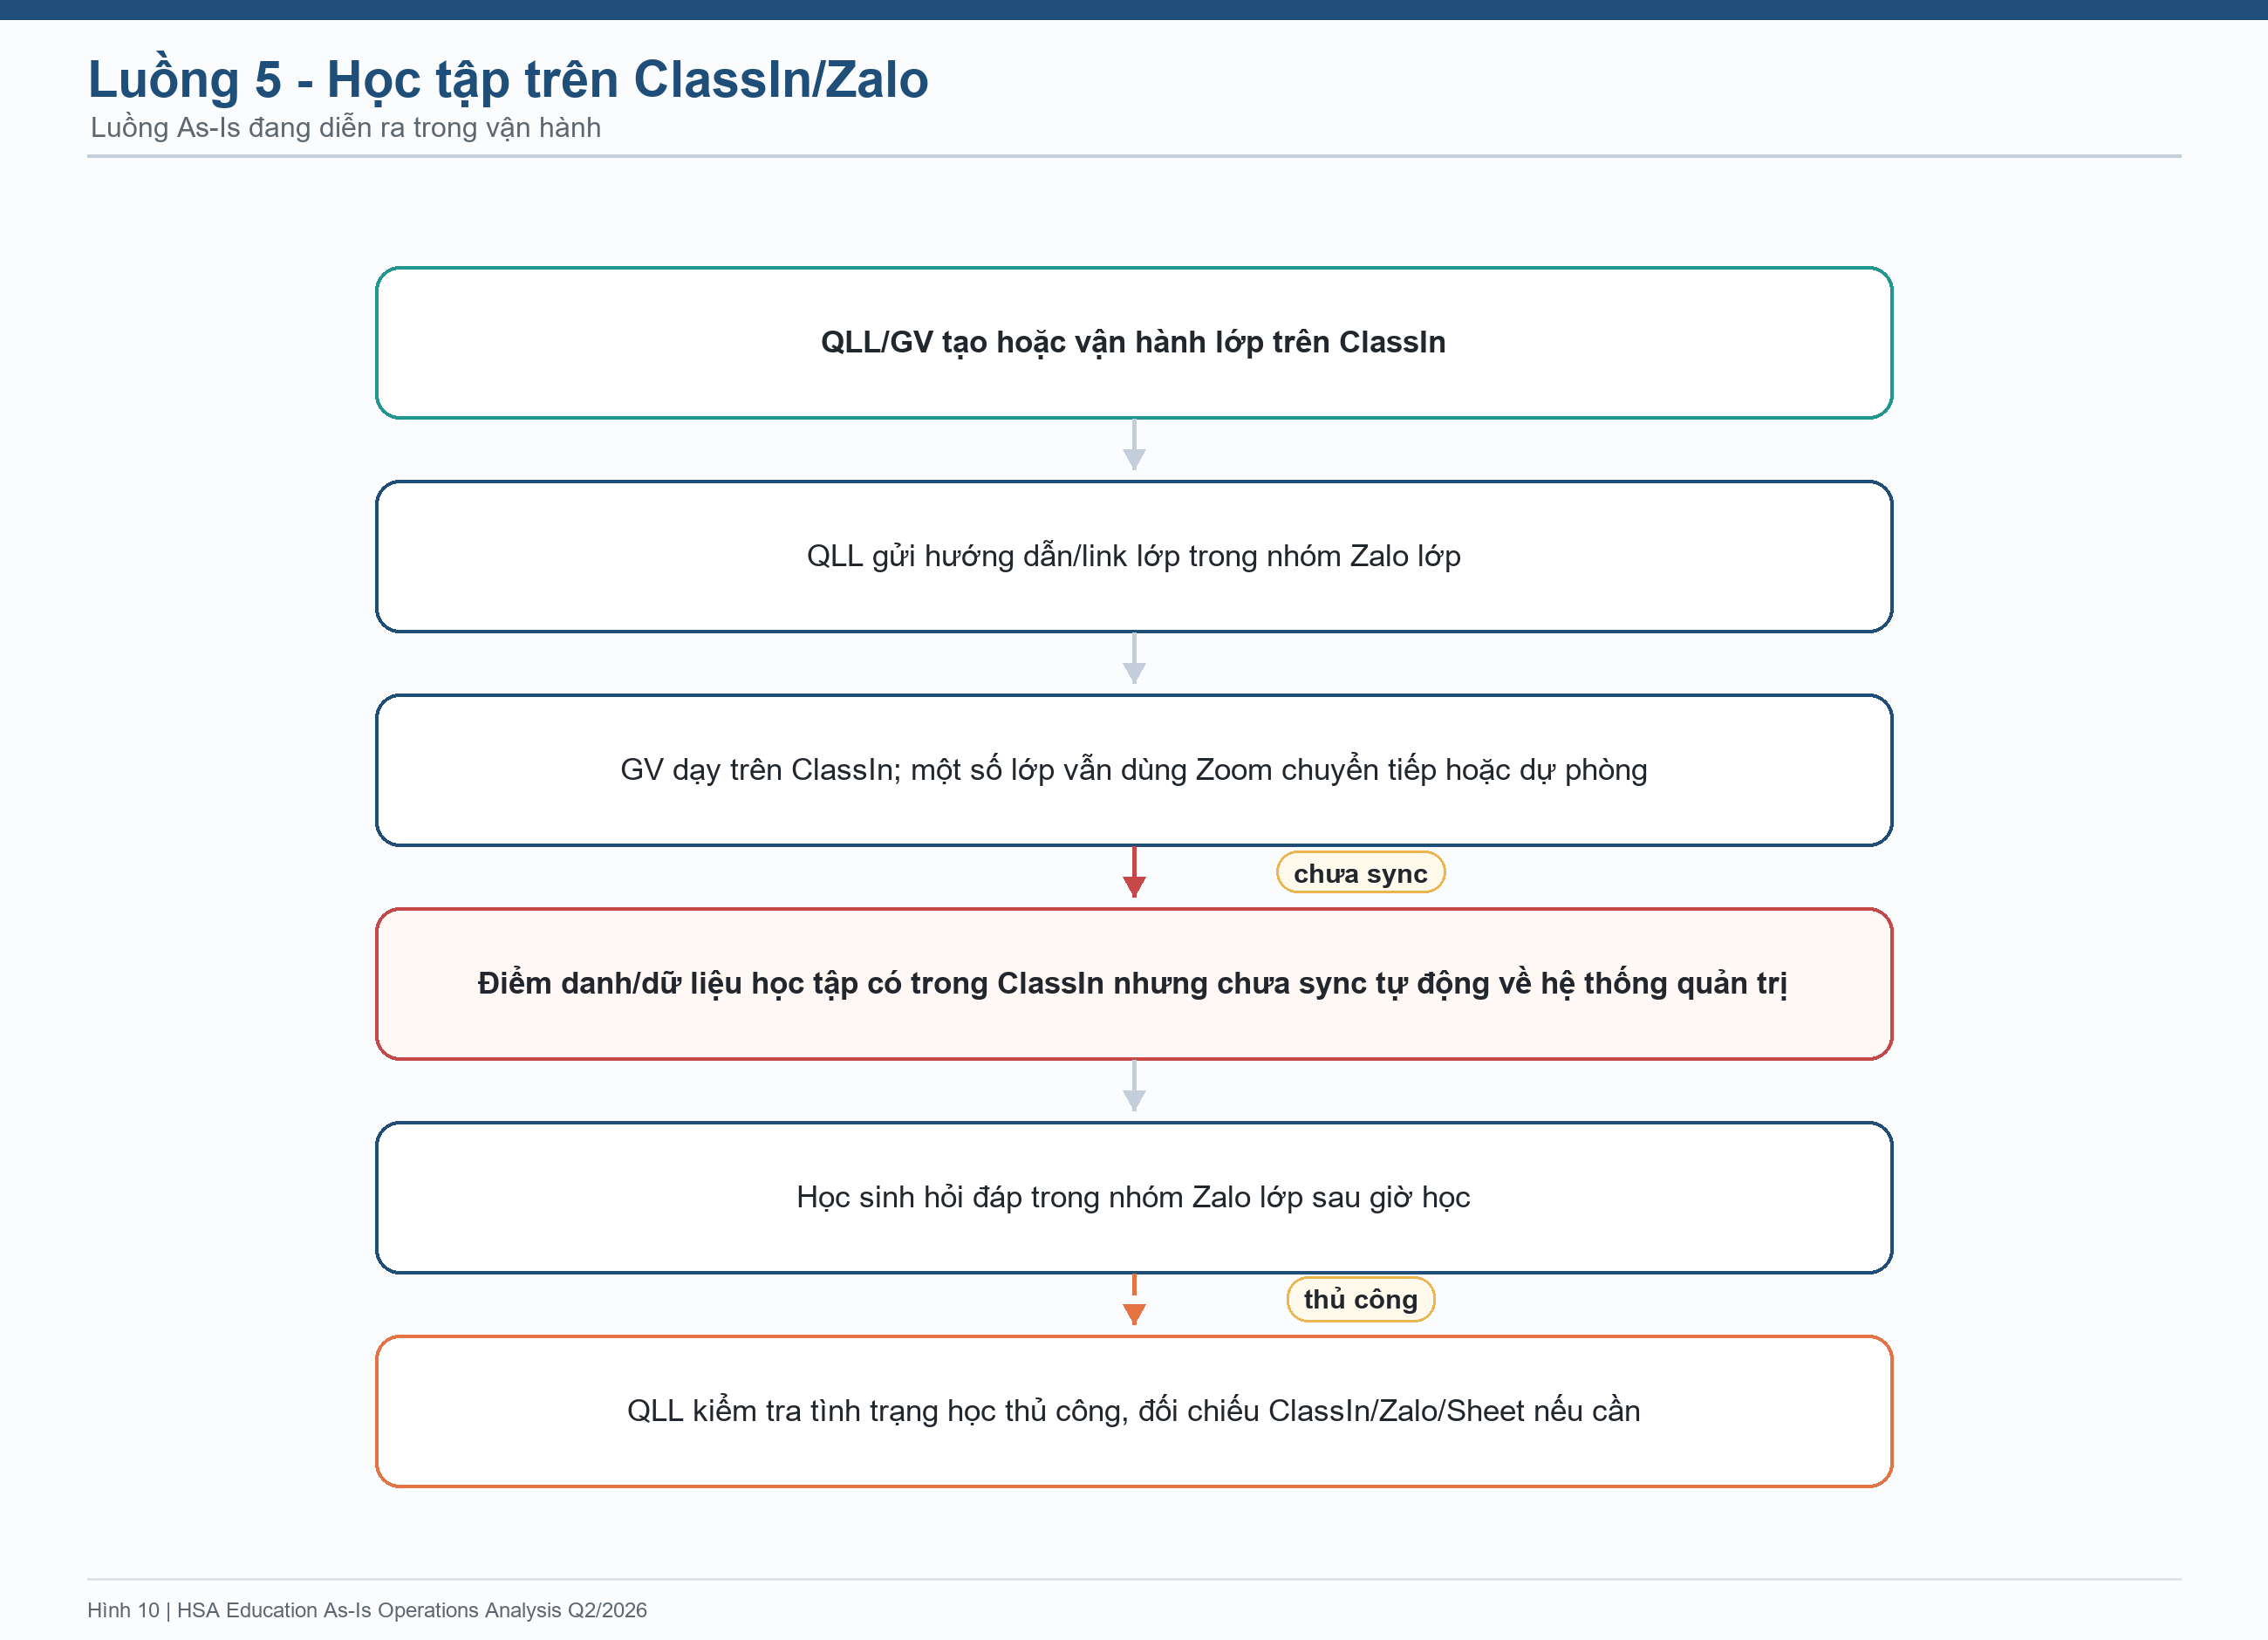 Luồng 5 - Học tập trên ClassIn/Zalo
Luồng As-Is đang diễn ra trong vận hành
QLL/GV tạo hoặc vận hành lớp trên ClassIn
QLL gửi hướng dẫn/link lớp trong nhóm Zalo lớp
GV dạy trên ClassIn; một số lớp vẫn dùng Zoom chuyển tiếp hoặc dự phòng
chưa sync
Điểm danh/dữ liệu học tập có trong ClassIn nhưng chưa sync tự động về hệ thống quản trị
Học sinh hỏi đáp trong nhóm Zalo lớp sau giờ học
thủ công
QLL kiểm tra tình trạng học thủ công, đối chiếu ClassIn/Zalo/Sheet nếu cần
Hình 10 | HSA Education As-Is Operations Analysis Q2/2026